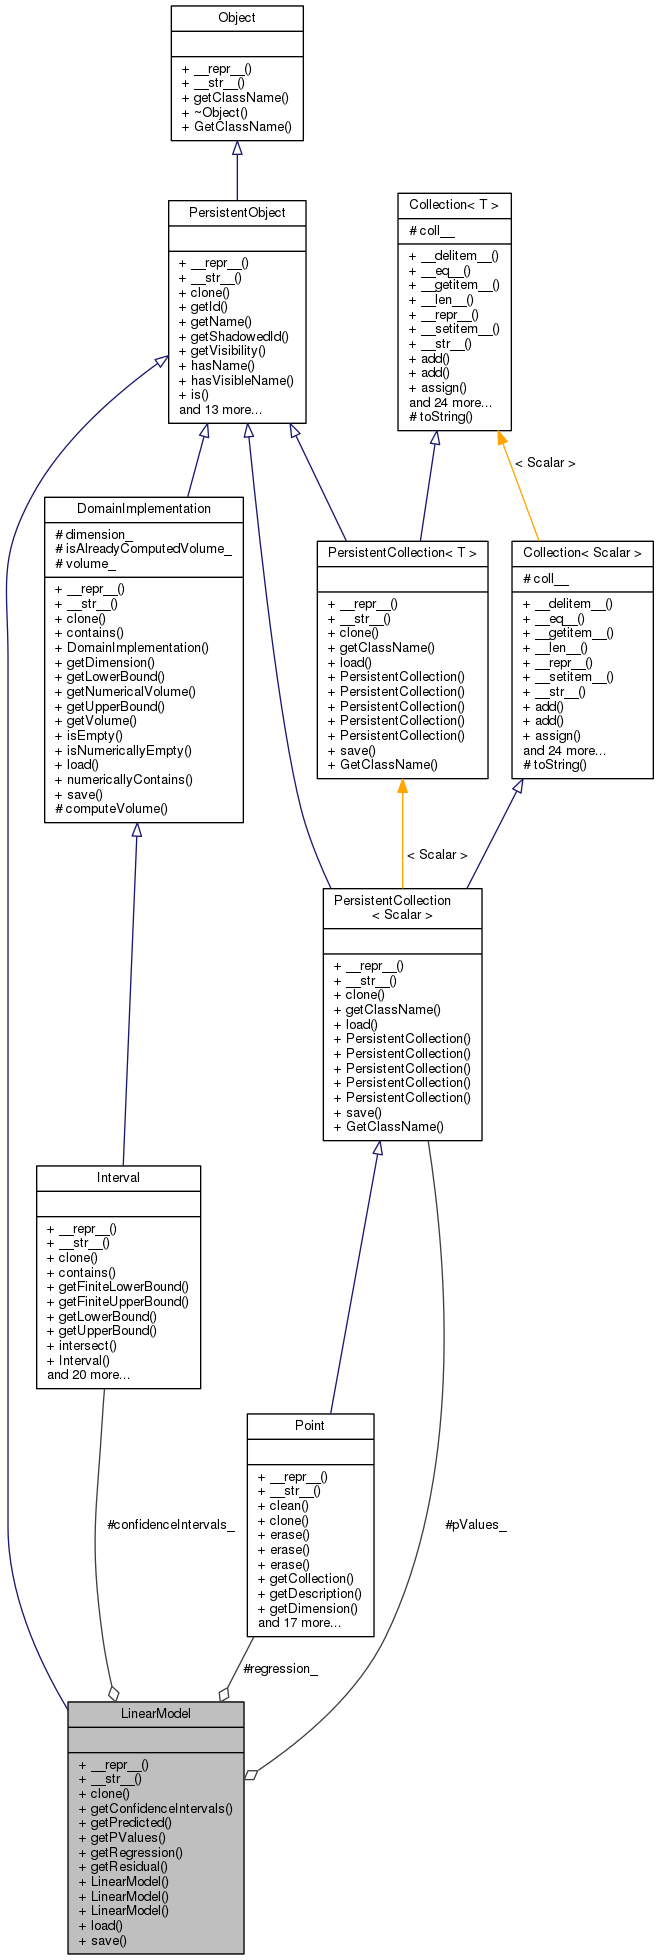 Object
+ __repr__()
+ __str__()
+ getClassName()
+ ~Object()
+ GetClassName()
PersistentObject
+ __repr__()
+ __str__()
+ clone()
+ getId()
+ getName()
+ getShadowedId()
+ getVisibility()
+ hasName()
+ hasVisibleName()
+ is()
and 13 more...
Collection< T >
# coll__
+ __delitem__()
+ __eq__()
+ __getitem__()
+ __len__()
+ __repr__()
+ __setitem__()
+ __str__()
+ add()
+ add()
+ assign()
and 24 more...
# toString()
< Scalar >
DomainImplementation
# dimension_
# isAlreadyComputedVolume_
# volume_
+ __repr__()
+ __str__()
+ clone()
+ contains()
+ DomainImplementation()
+ getDimension()
+ getLowerBound()
+ getNumericalVolume()
+ getUpperBound()
+ getVolume()
+ isEmpty()
+ isNumericallyEmpty()
+ load()
+ numericallyContains()
+ save()
# computeVolume()
PersistentCollection< T >
+ __repr__()
+ __str__()
+ clone()
+ getClassName()
+ load()
+ PersistentCollection()
+ PersistentCollection()
+ PersistentCollection()
+ PersistentCollection()
+ PersistentCollection()
+ save()
+ GetClassName()
Collection< Scalar >
# coll__
+ __delitem__()
+ __eq__()
+ __getitem__()
+ __len__()
+ __repr__()
+ __setitem__()
+ __str__()
+ add()
+ add()
+ assign()
and 24 more...
# toString()
< Scalar >
PersistentCollection
< Scalar >
+ __repr__()
+ __str__()
+ clone()
+ getClassName()
+ load()
+ PersistentCollection()
+ PersistentCollection()
+ PersistentCollection()
+ PersistentCollection()
+ PersistentCollection()
+ save()
+ GetClassName()
Interval
+ __repr__()
+ __str__()
+ clone()
+ contains()
+ getFiniteLowerBound()
+ getFiniteUpperBound()
+ getLowerBound()
+ getUpperBound()
+ intersect()
+ Interval()
and 20 more...
Point
+ __repr__()
+ __str__()
+ clean()
+ clone()
+ erase()
+ erase()
+ erase()
+ getCollection()
+ getDescription()
+ getDimension()
and 17 more...
#confidenceIntervals_
#pValues_
#regression_
LinearModel
+ __repr__()
+ __str__()
+ clone()
+ getConfidenceIntervals()
+ getPredicted()
+ getPValues()
+ getRegression()
+ getResidual()
+ LinearModel()
+ LinearModel()
+ LinearModel()
+ load()
+ save()